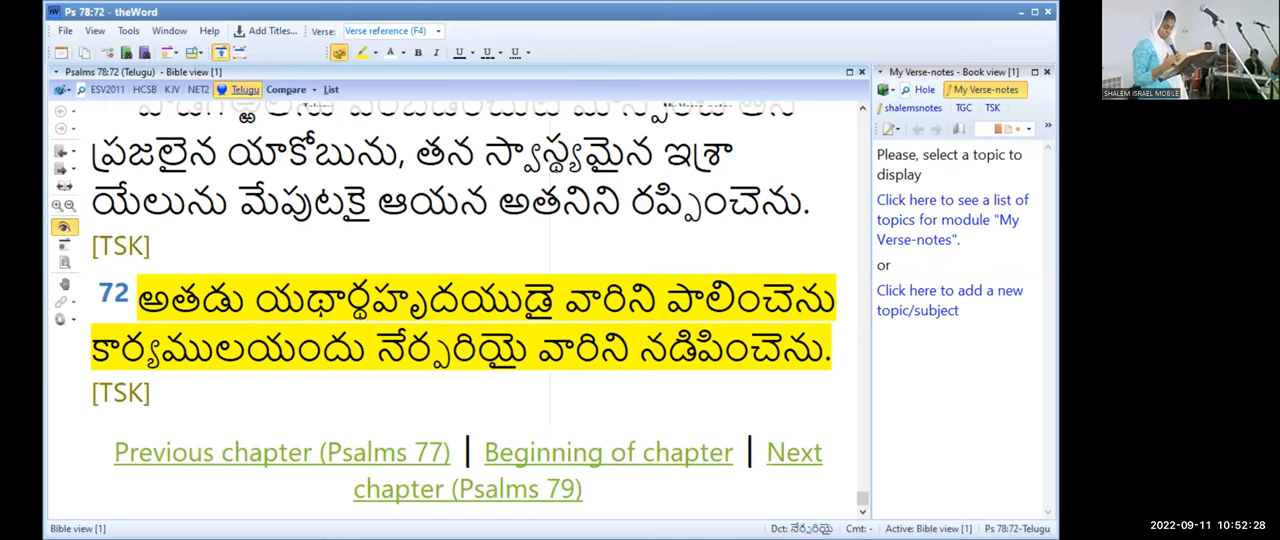 Ps 78:72 - theWord
File View Tools Window Help Add Titles... Verse: Verse reference (F4)
Psalms 78:72 (Telugu) - Bible view [1]
My Verse-notes - Book view [1]
ESV2011 HCSB KJV NET2 Telugu Compare List
Hole My Verse-notes
shalemsnotes TGC TSK
ప్రజలైన యాకోబును, తన స్వాస్థ్యమైన ఇశ్రా
యేలును మేపుటకై ఆయన అతనిని రప్పించెను.
[TSK]
72 అతడు యథార్థహృదయుడై వారిని పాలించెను
కార్యములయందు నేర్పరియై వారిని నడిపించెను.
[TSK]
Previous chapter (Psalms 77) | Beginning of chapter | Next
chapter (Psalms 79)
Please, select a topic to
display
Click here to see a list of
topics for module "My
Verse-notes".
or
Click here to add a new
topic/subject
Bible view [1] Dct: నేర్పరియై Cmt: - Active: Bible view [1] Ps 78:72-Telugu
SHALEM ISRAEL MOBILE
2022-09-11 10:52:28